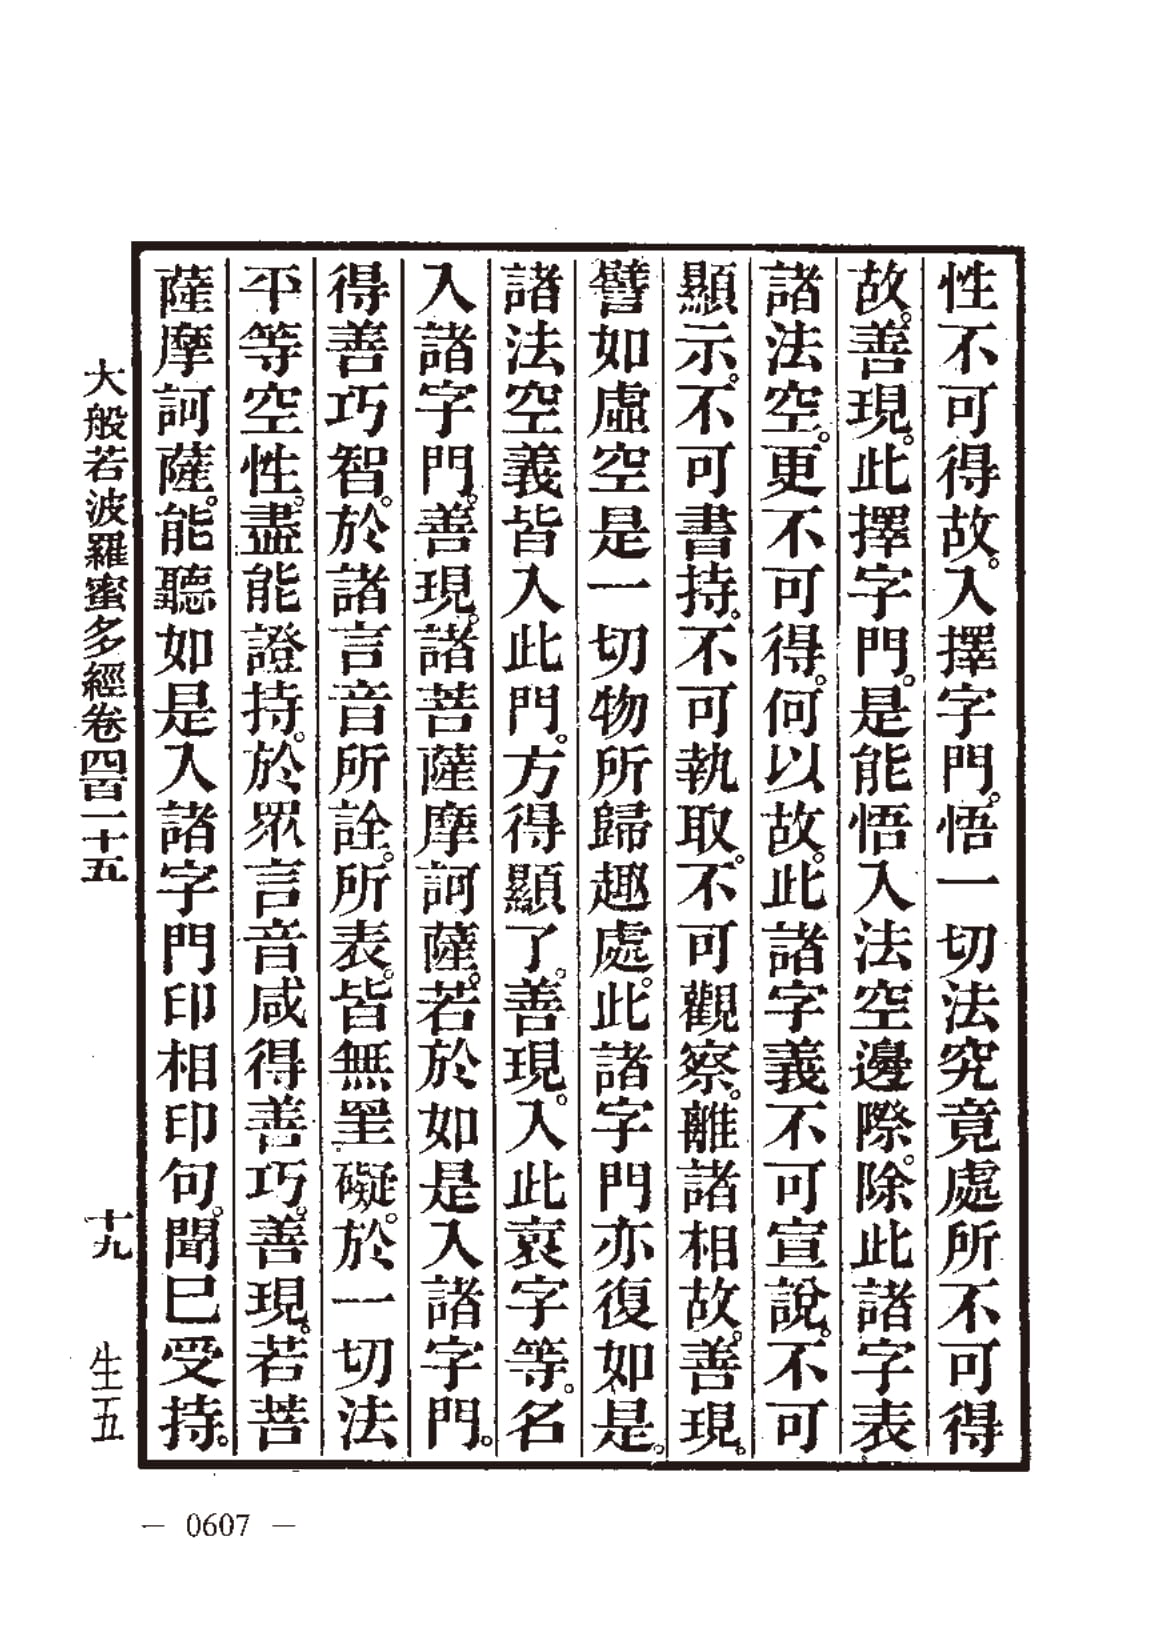 性不可得故。入擇字門。悟一切法究竟處所不可得
故。善現。此擇字門。是能悟入法空邊際。除此諸字表
諸法空。更不可得。何以故。此諸字義不可宣說。不可
顯示。不可書持。不可執取。不可觀察。離諸相故。善現。
譬如虛空是一切物所歸趣處。此諸字門亦復如是。
諸法空義皆入此門。方得顯了。善現。入此裒字等。名
入諸字門。善現。諸菩薩摩訶薩。若於如是入諸字門。
得善巧智。於諸言音所詮。所表。皆無罣礙。於一切法
平等空性。盡能證持。於眾言音咸得善巧。善現。若菩
薩摩訶薩。能聽如是入諸字門印相印句。聞已受持。
大般若波羅蜜多經卷四百一十五 十九 生五
— 0607 —